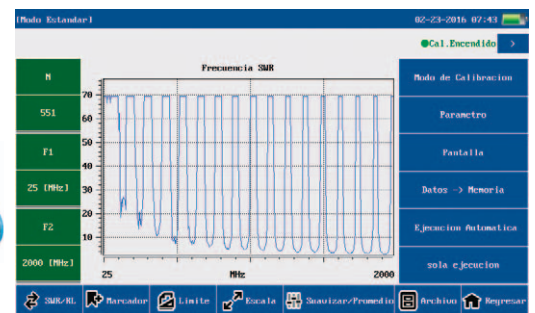 [Modo Estandar]
02-23-2016 07:43
Cal.Encendido >
Frecuencia SWR
N
551
F1
25 [MHz]
F2
2000 [MHz]
70
60
50
40
30
20
10
25 MHz 2000
Modo de Calibracion
Parametro
Pantalla
Datos -> Memoria
Ejecucion Automatica
sola ejecucion
SWR/RL Marcador Limite Escala Suavizar/Promedio Archivo Regresar